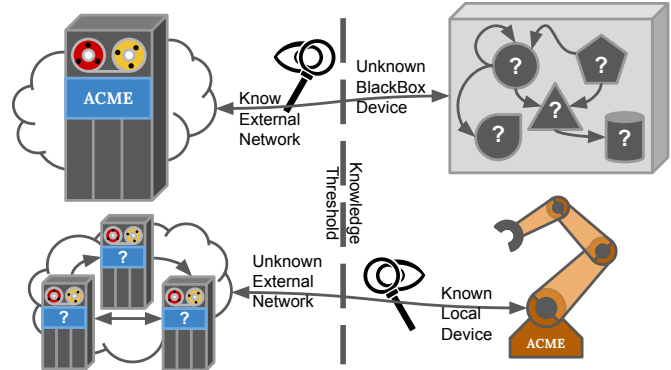 ACME
Know
External
Network
Unknown
BlackBox
Device
?
?
?
?
?
Knowledge
Threshold
?
?
?
Unknown
External
Network
Known
Local
Device
ACME